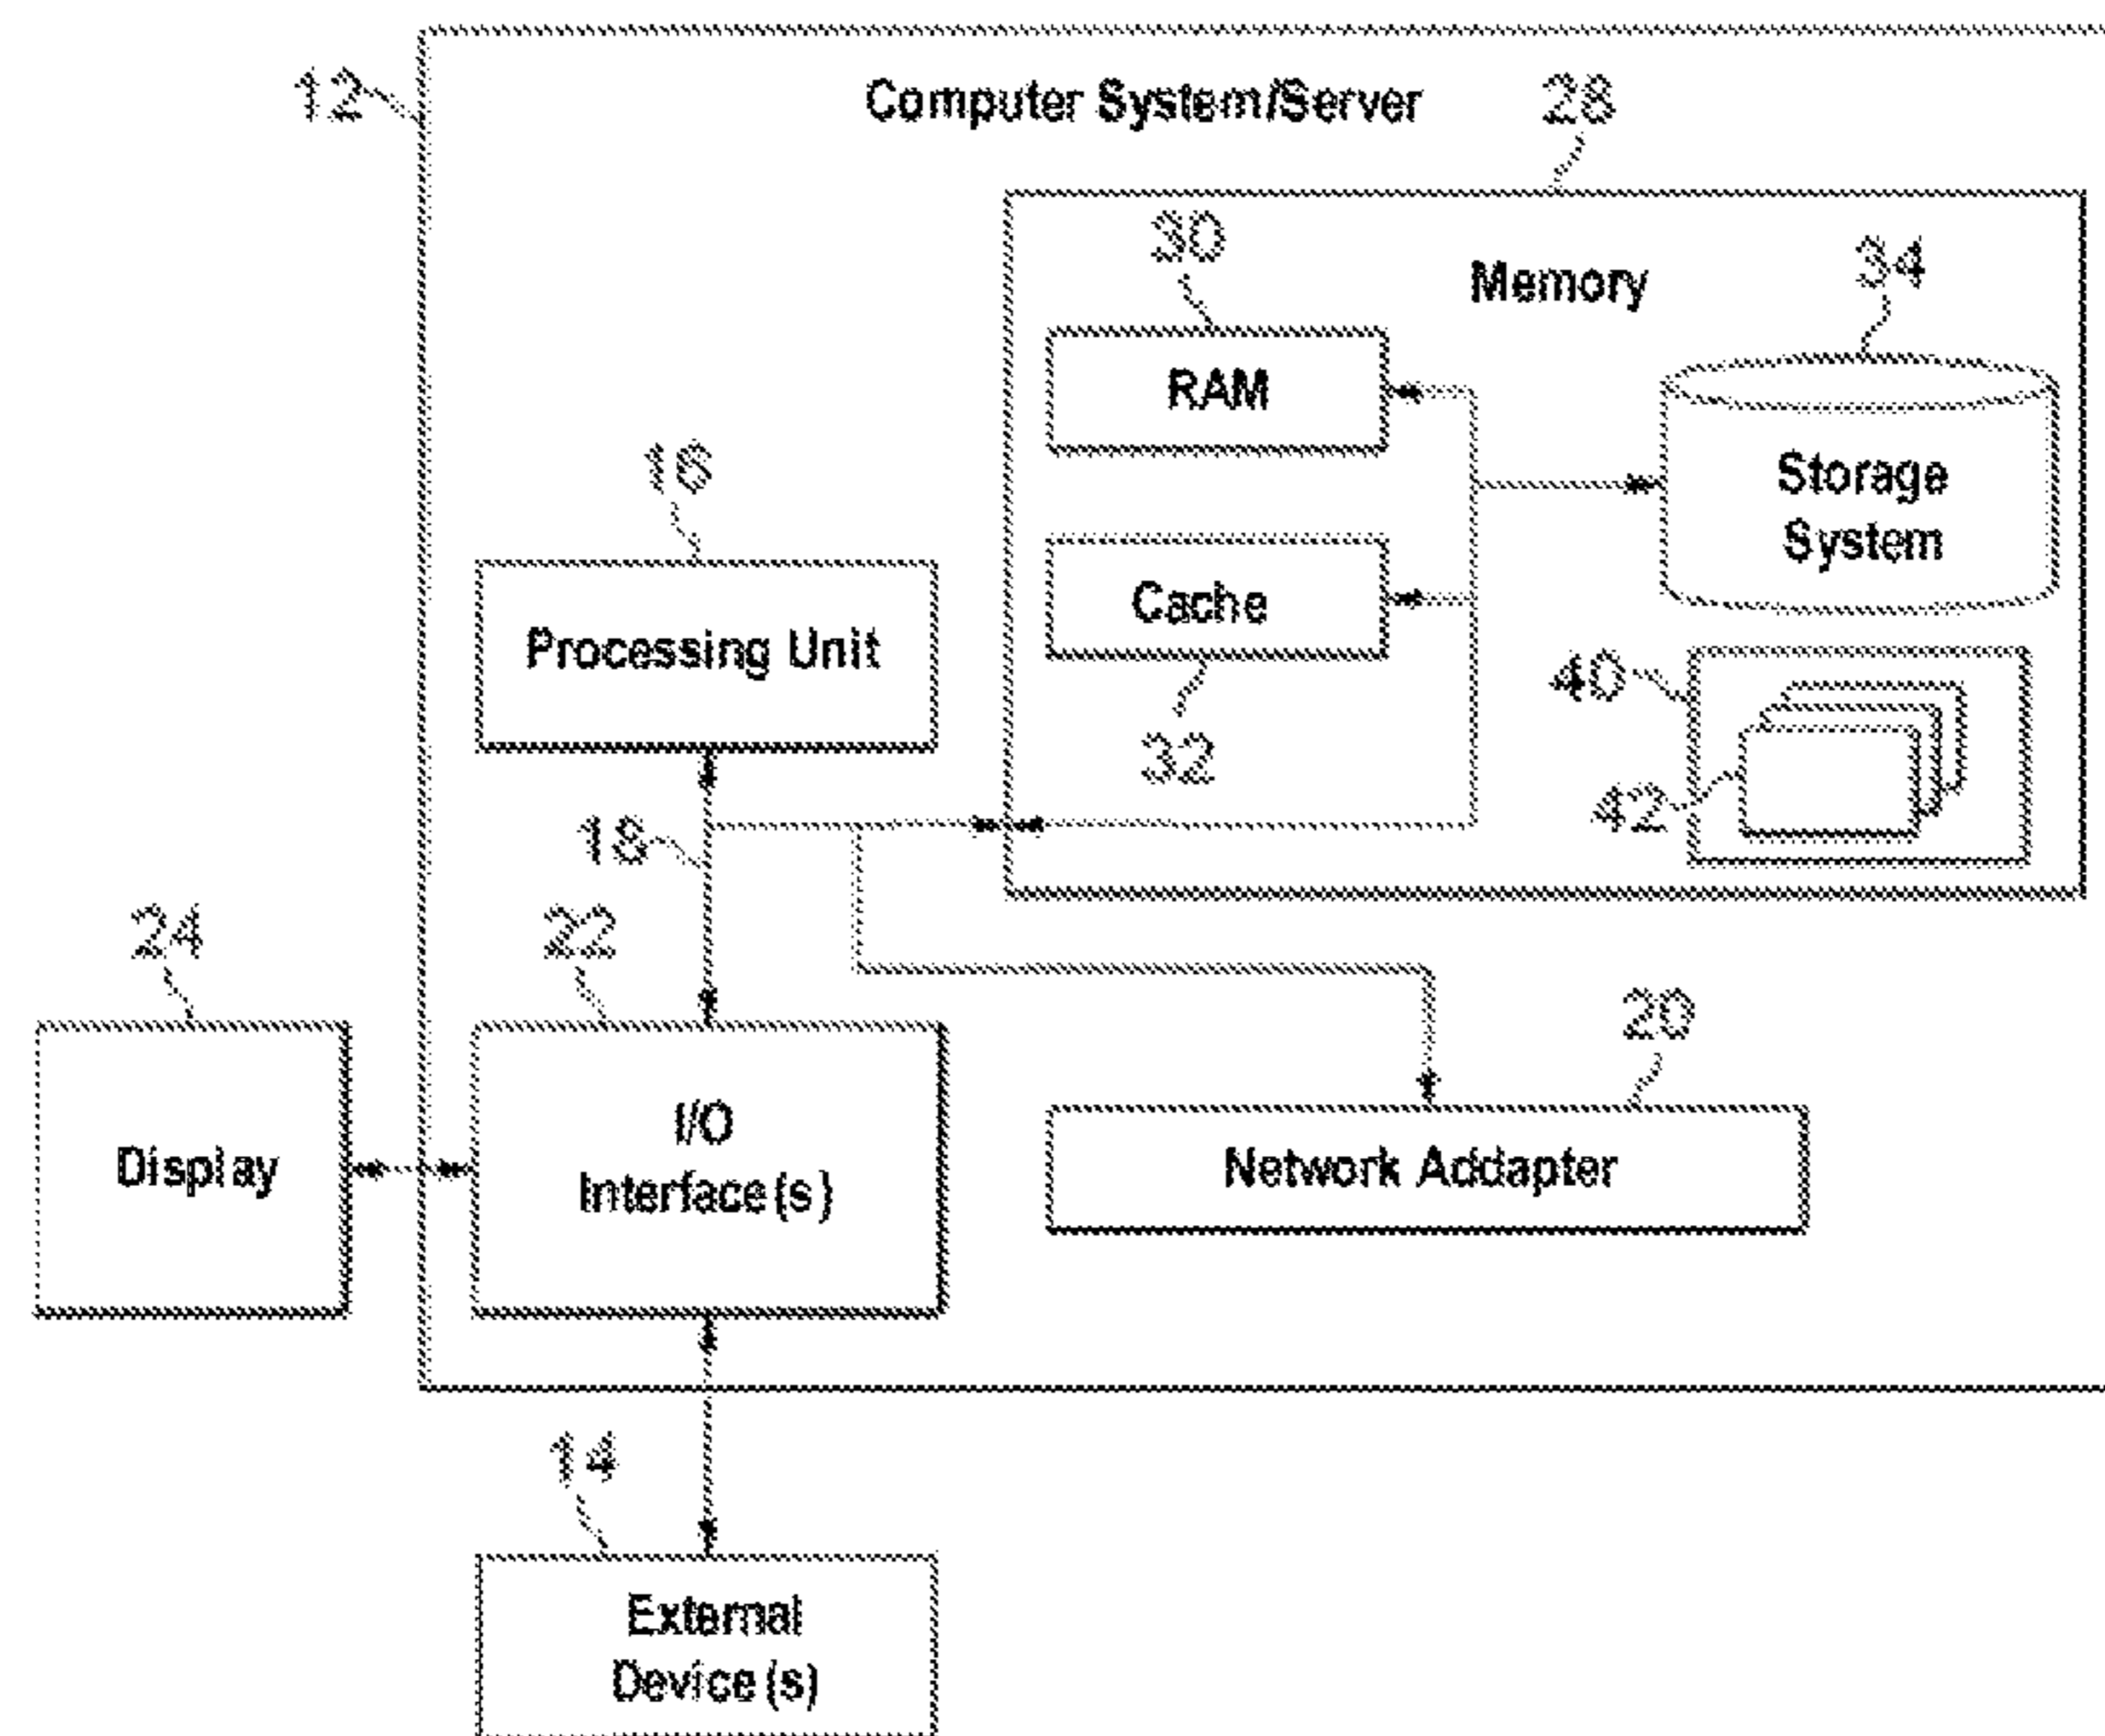 12
Computer System/Server
28
30
Memory
34
RAM
16
Storage
System
Cache
Processing Unit
40
32
42
18
24
22
20
I/O
Interface(s)
Display
Network Addapter
14
External
Device(s)